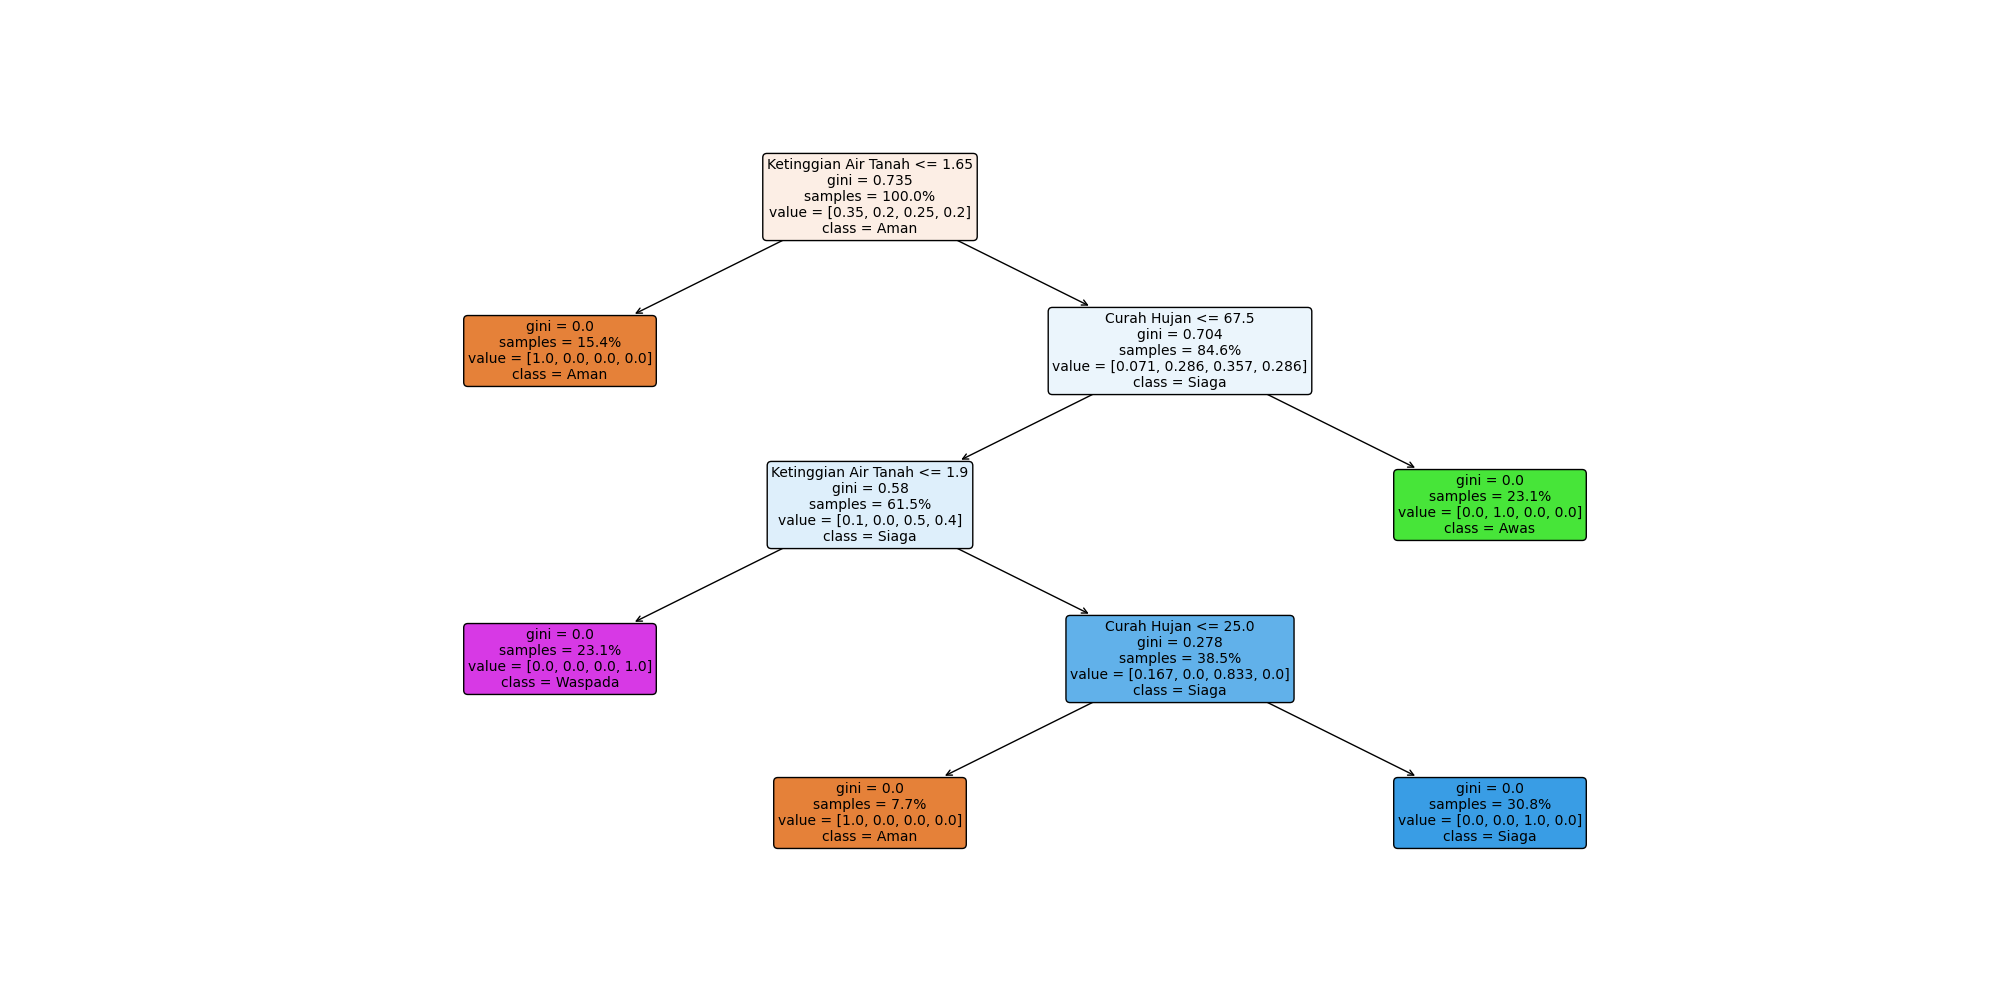 Ketinggian Air Tanah <= 1.65
gini = 0.735
samples = 100.0%
value = [0.35, 0.2, 0.25, 0.2]
class = Aman
gini = 0.0
samples = 15.4%
value = [1.0, 0.0, 0.0, 0.0]
class = Aman
Curah Hujan <= 67.5
gini = 0.704
samples = 84.6%
value = [0.071, 0.286, 0.357, 0.286]
class = Siaga
Ketinggian Air Tanah <= 1.9
gini = 0.58
samples = 61.5%
value = [0.1, 0.0, 0.5, 0.4]
class = Siaga
gini = 0.0
samples = 23.1%
value = [0.0, 1.0, 0.0, 0.0]
class = Awas
gini = 0.0
samples = 23.1%
value = [0.0, 0.0, 0.0, 1.0]
class = Waspada
Curah Hujan <= 25.0
gini = 0.278
samples = 38.5%
value = [0.167, 0.0, 0.833, 0.0]
class = Siaga
gini = 0.0
samples = 7.7%
value = [1.0, 0.0, 0.0, 0.0]
class = Aman
gini = 0.0
samples = 30.8%
value = [0.0, 0.0, 1.0, 0.0]
class = Siaga